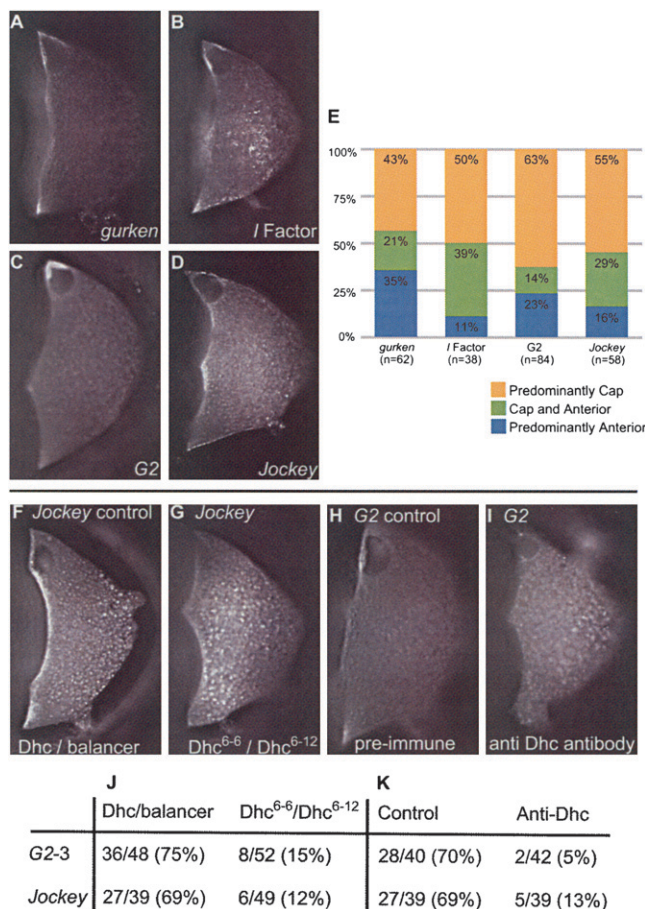 A
B
gurken
I Factor
C
D
G2
Jockey
E
100%
75%
50%
25%
0%
43% 50% 63% 55%
21% 39% 14% 29%
35% 11% 23% 16%
gurken I Factor G2 Jockey
(n=62) (n=38) (n=84) (n=58)
Predominantly Cap
Cap and Anterior
Predominantly Anterior
F Jockey control
Dhc / balancer
G Jockey
Dhc6-6 / Dhc6-12
H G2 control
pre-immune
I G2
anti Dhc antibody
J K
Dhc/balancer Dhc6-6/Dhc6-12 Control Anti-Dhc
G2-3 36/48 (75%) 8/52 (15%) 28/40 (70%) 2/42 (5%)
Jockey 27/39 (69%) 6/49 (12%) 27/39 (69%) 5/39 (13%)